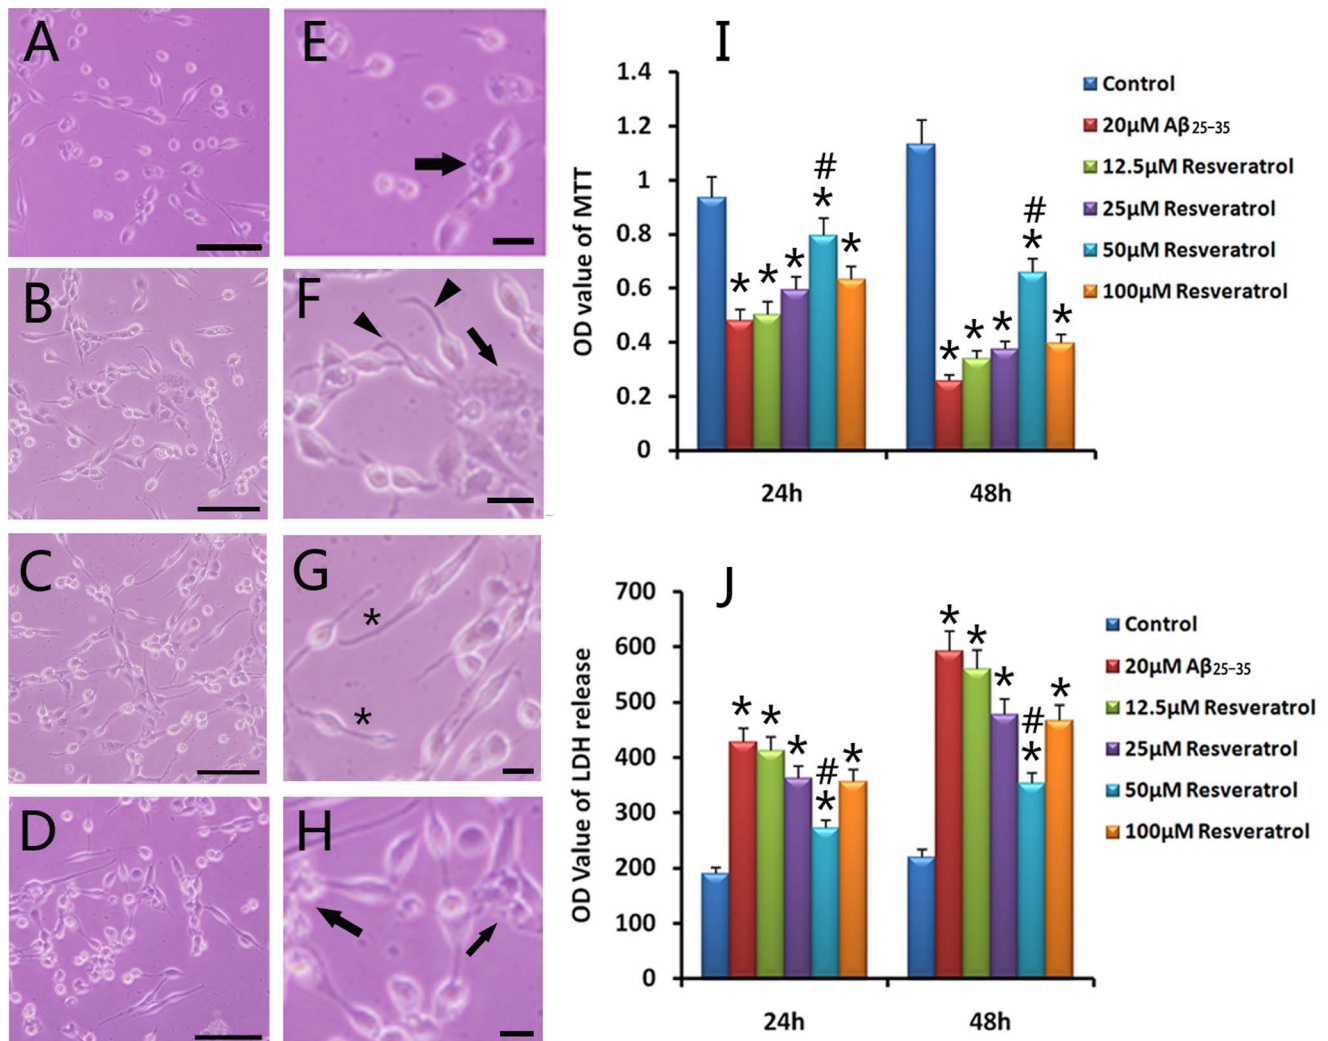 A
E
B
F
C
G
*
*
D
H
I
OD value of MTT
1.4
1.2
1
0.8
0.6
0.4
0.2
0
*
*
*
#
*
*
*
*
*
#
*
*
24h
48h
Control
20μM Aβ25-35
12.5μM Resveratrol
25μM Resveratrol
50μM Resveratrol
100μM Resveratrol
J
OD Value of LDH release
700
600
500
400
300
200
100
0
*
*
*
#
*
*
*
*
*
#
*
*
24h
48h
Control
20μM Aβ25-35
12.5μM Resveratrol
25μM Resveratrol
50μM Resveratrol
100μM Resveratrol